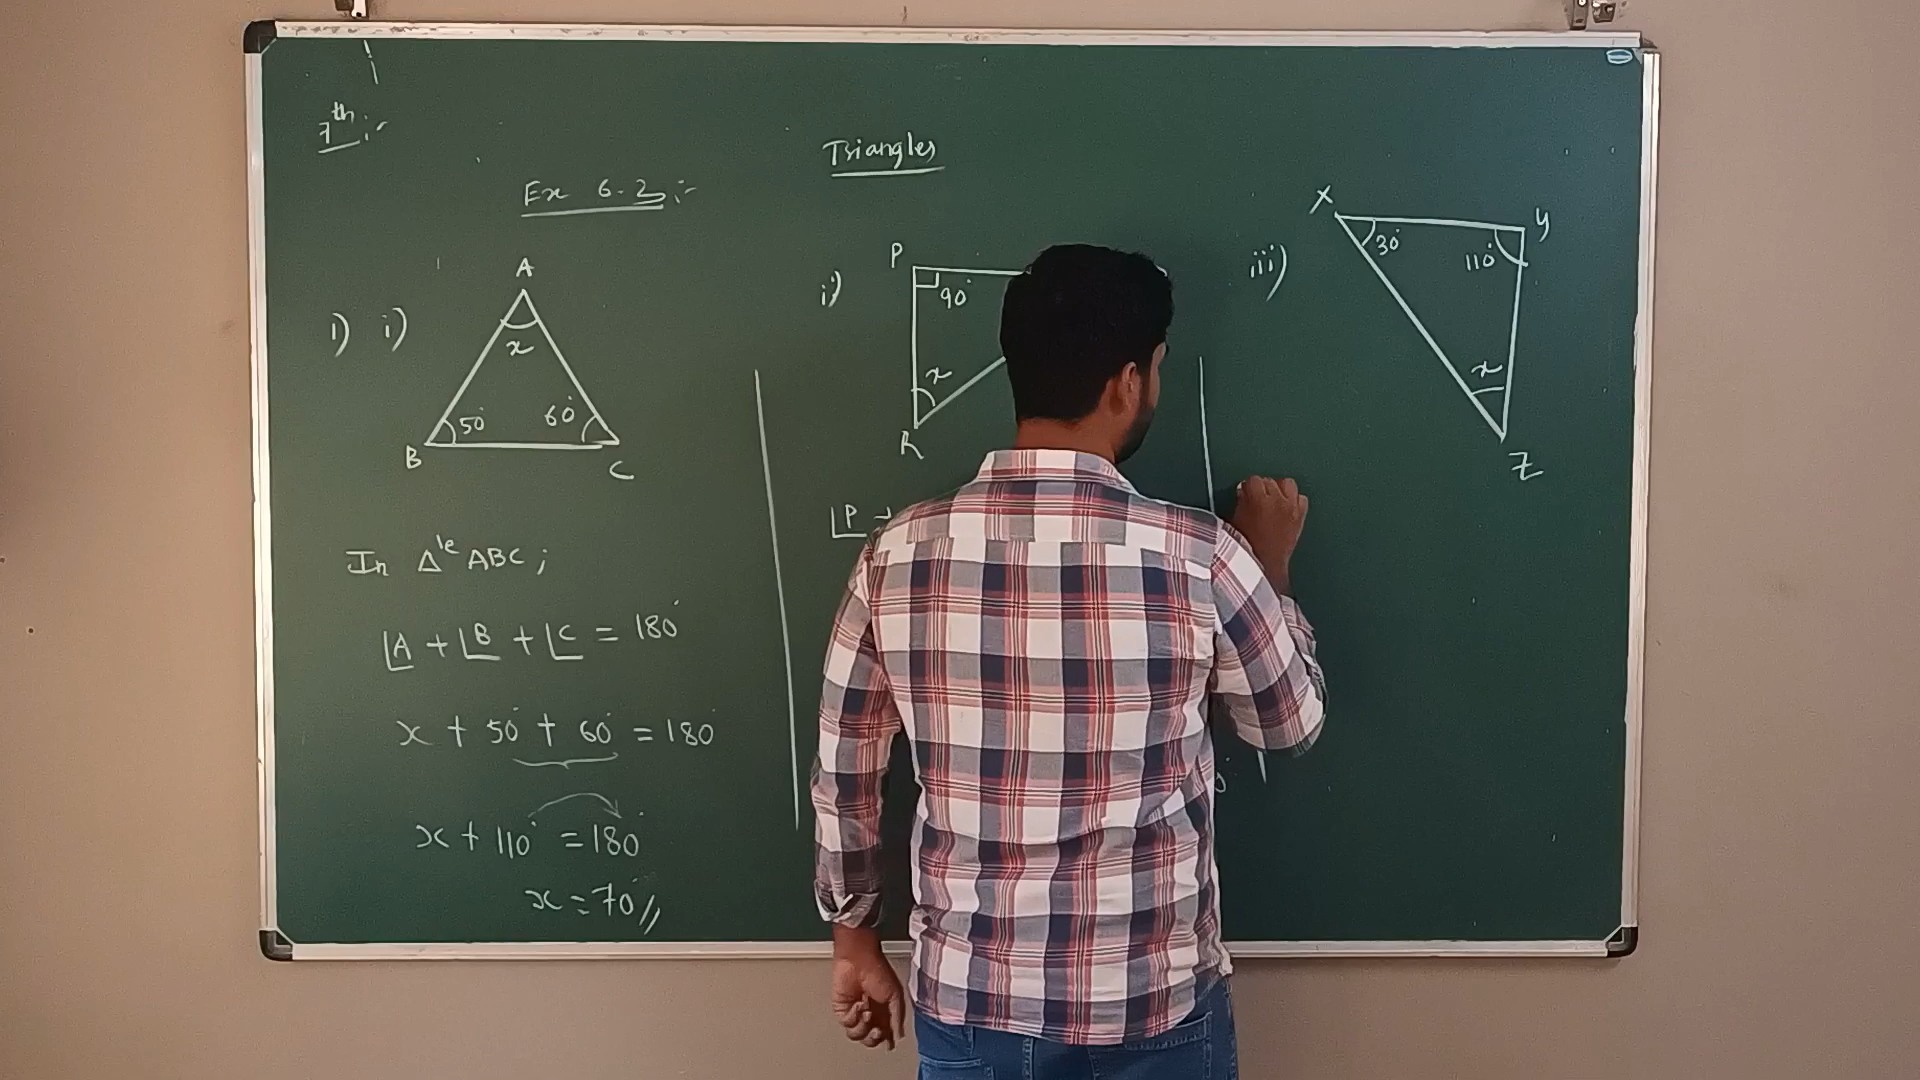 7th :-
Triangles
Ex 6.2 :-
1) i)
A
x
50°
60°
B
C
In Δle ABC ;
∠A + ∠B + ∠C = 180°
x + 50° + 60° = 180°
x + 110° = 180°
x = 70° //
ii)
P
90°
x
R
∠P +
iii)
X
Y
30°
110°
x
Z